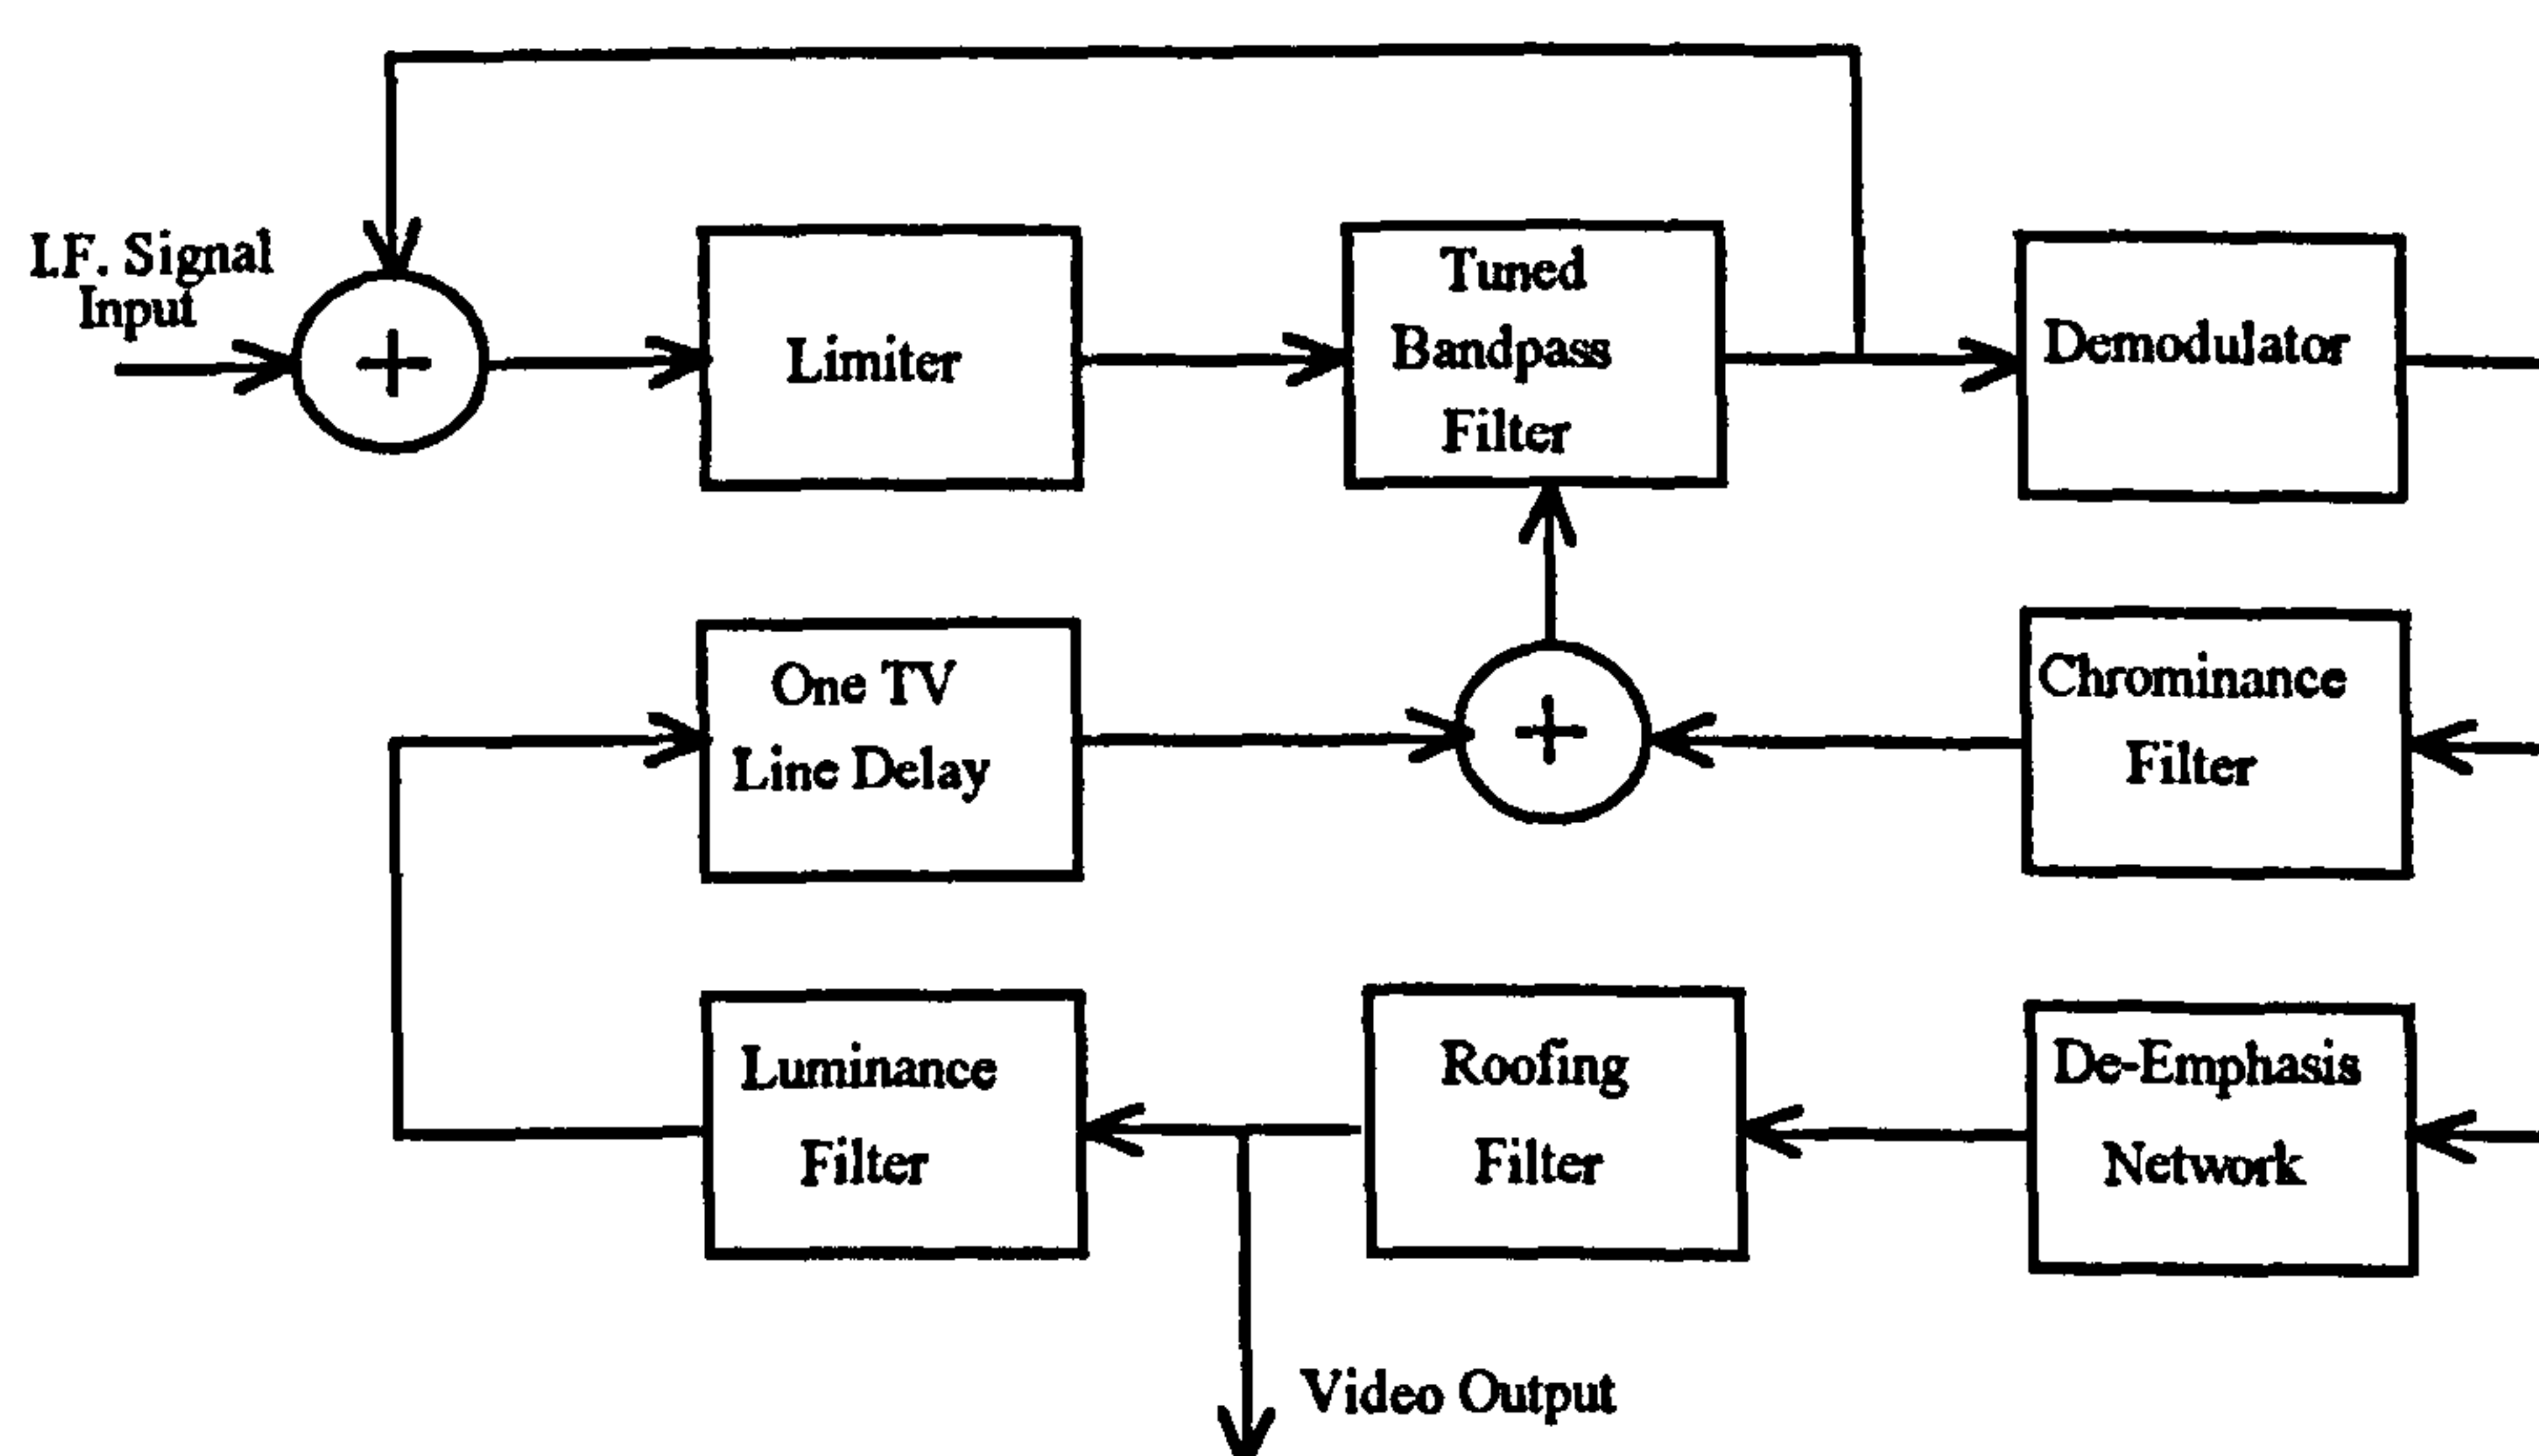 I.F. Signal
Input
+
Limiter
Tuned
Bandpass
Filter
Demodulator
One TV
Line Delay
+
Chrominance
Filter
Luminance
Filter
Roofing
Filter
De-Emphasis
Network
Video Output